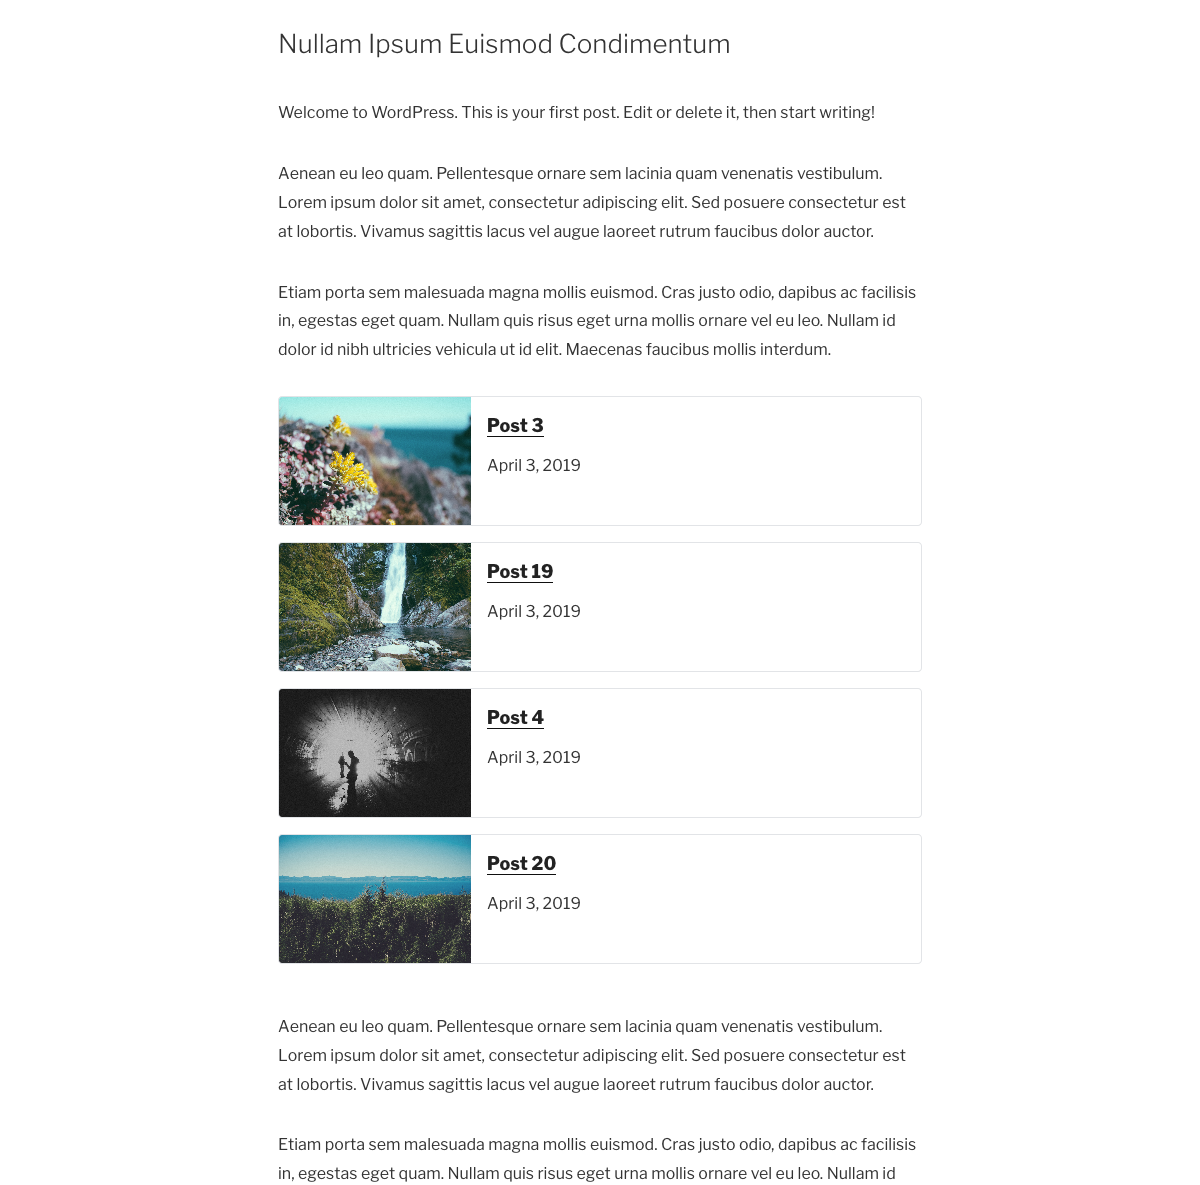 Nullam Ipsum Euismod Condimentum
Welcome to WordPress. This is your first post. Edit or delete it, then start writing!
Aenean eu leo quam. Pellentesque ornare sem lacinia quam venenatis vestibulum.
Lorem ipsum dolor sit amet, consectetur adipiscing elit. Sed posuere consectetur est
at lobortis. Vivamus sagittis lacus vel augue laoreet rutrum faucibus dolor auctor.
Etiam porta sem malesuada magna mollis euismod. Cras justo odio, dapibus ac facilisis
in, egestas eget quam. Nullam quis risus eget urna mollis ornare vel eu leo. Nullam id
dolor id nibh ultricies vehicula ut id elit. Maecenas faucibus mollis interdum.
Post 3
April 3, 2019
Post 19
April 3, 2019
Post 4
April 3, 2019
Post 20
April 3, 2019
Aenean eu leo quam. Pellentesque ornare sem lacinia quam venenatis vestibulum.
Lorem ipsum dolor sit amet, consectetur adipiscing elit. Sed posuere consectetur est
at lobortis. Vivamus sagittis lacus vel augue laoreet rutrum faucibus dolor auctor.
Etiam porta sem malesuada magna mollis euismod. Cras justo odio, dapibus ac facilisis
in, egestas eget quam. Nullam quis risus eget urna mollis ornare vel eu leo. Nullam id